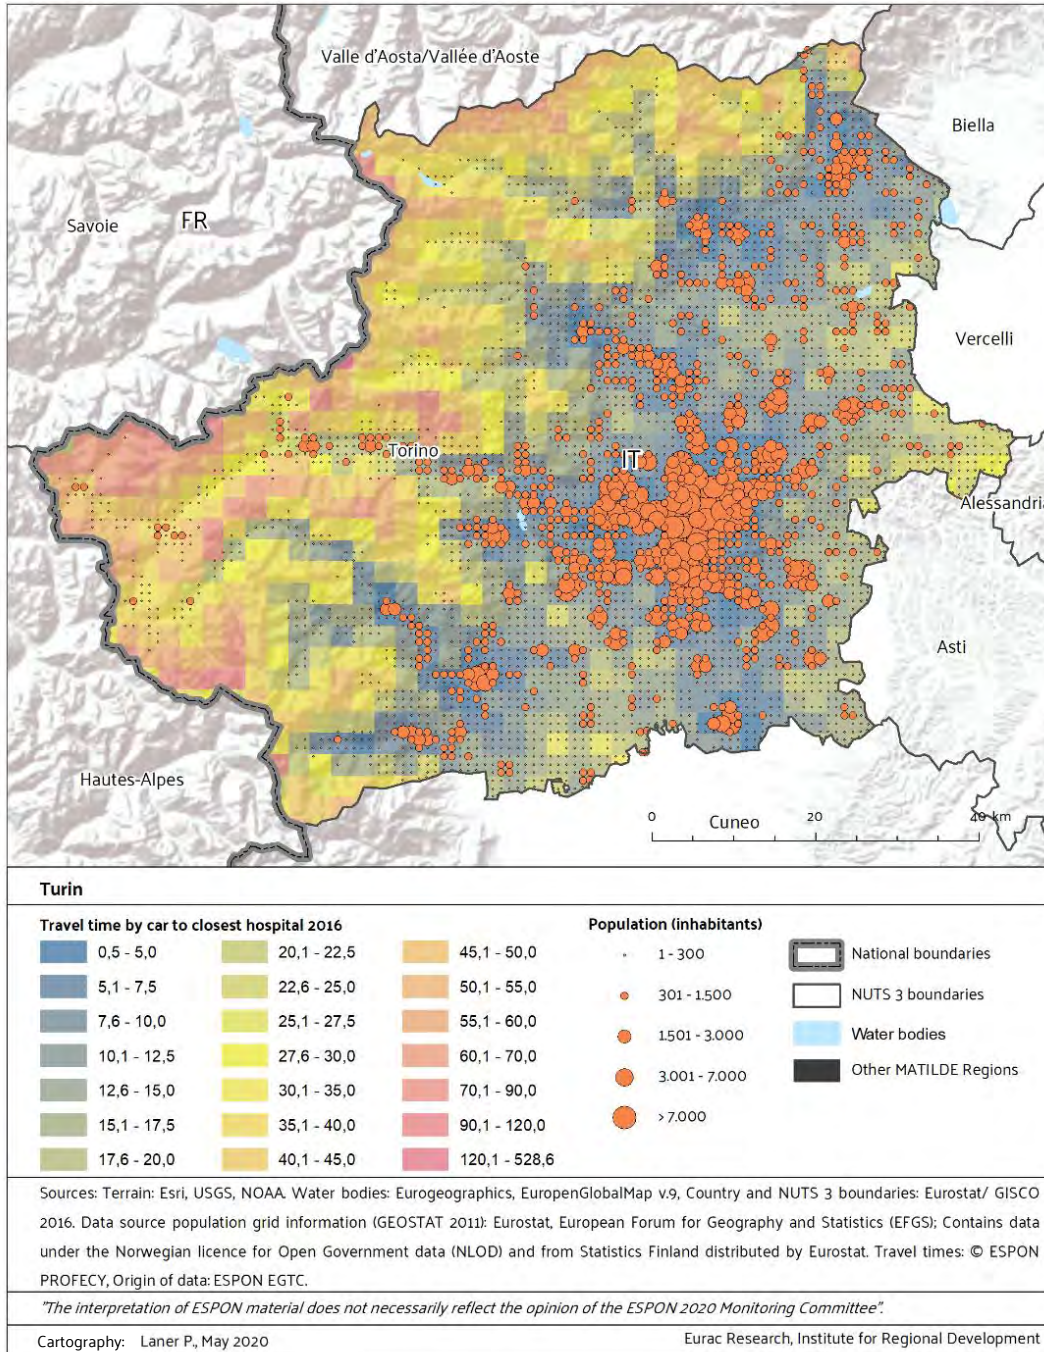 Valle d'Aosta/Vallée d'Aoste
Biella
Savoie
FR
Vercelli
Torino
IT
Alessandria
Asti
Hautes-Alpes
Cuneo
0 20 40 km
Turin
Travel time by car to closest hospital 2016
0,5 - 5,0
5,1 - 7,5
7,6 - 10,0
10,1 - 12,5
12,6 - 15,0
15,1 - 17,5
17,6 - 20,0
20,1 - 22,5
22,6 - 25,0
25,1 - 27,5
27,6 - 30,0
30,1 - 35,0
35,1 - 40,0
40,1 - 45,0
45,1 - 50,0
50,1 - 55,0
55,1 - 60,0
60,1 - 70,0
70,1 - 90,0
90,1 - 120,0
120,1 - 528,6
Population (inhabitants)
1 - 300
301 - 1.500
1.501 - 3.000
3.001 - 7.000
> 7.000
National boundaries
NUTS 3 boundaries
Water bodies
Other MATILDE Regions
Sources: Terrain: Esri, USGS, NOAA. Water bodies: Eurogeographics, EuropenGlobalMap v.9, Country and NUTS 3 boundaries: Eurostat/ GISCO
2016. Data source population grid information (GEOSTAT 2011): Eurostat, European Forum for Geography and Statistics (EFGS); Contains data
under the Norwegian licence for Open Government data (NLOD) and from Statistics Finland distributed by Eurostat. Travel times: © ESPON
PROFECY, Origin of data: ESPON EGTC.
"The interpretation of ESPON material does not necessarily reflect the opinion of the ESPON 2020 Monitoring Committee".
Cartography: Laner P., May 2020
Eurac Research, Institute for Regional Development